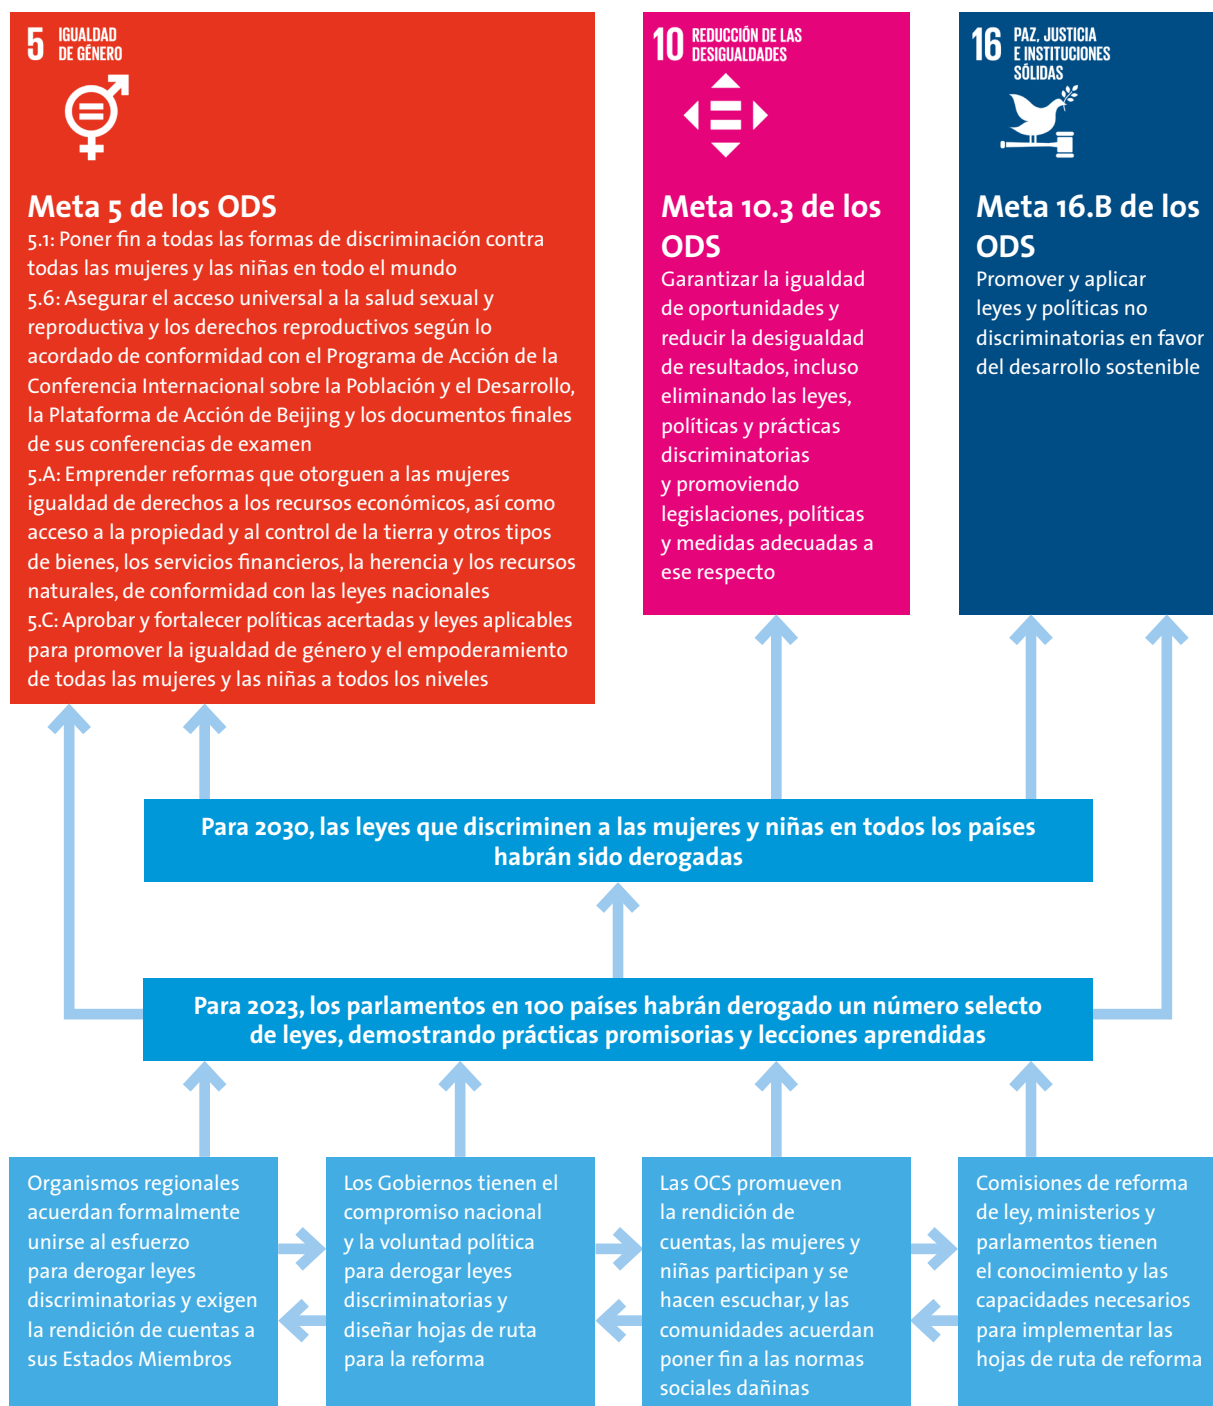 5 IGUALDAD
DE GÉNERO
Meta 5 de los ODS
5.1: Poner fin a todas las formas de discriminación contra
todas las mujeres y las niñas en todo el mundo
5.6: Asegurar el acceso universal a la salud sexual y
reproductiva y los derechos reproductivos según lo
acordado de conformidad con el Programa de Acción de la
Conferencia Internacional sobre la Población y el Desarrollo,
la Plataforma de Acción de Beijing y los documentos finales
de sus conferencias de examen
5.A: Emprender reformas que otorguen a las mujeres
igualdad de derechos a los recursos económicos, así como
acceso a la propiedad y al control de la tierra y otros tipos
de bienes, los servicios financieros, la herencia y los recursos
naturales, de conformidad con las leyes nacionales
5.C: Aprobar y fortalecer políticas acertadas y leyes aplicables
para promover la igualdad de género y el empoderamiento
de todas las mujeres y las niñas a todos los niveles
10 REDUCCIÓN DE LAS
DESIGUALDADES
Meta 10.3 de los
ODS
Garantizar la igualdad
de oportunidades y
reducir la desigualdad
de resultados, incluso
eliminando las leyes,
políticas y prácticas
discriminatorias
y promoviendo
legislaciones, políticas
y medidas adecuadas a
ese respecto
16 PAZ, JUSTICIA
E INSTITUCIONES
SÓLIDAS
Meta 16.B de los
ODS
Promover y aplicar
leyes y políticas no
discriminatorias en favor
del desarrollo sostenible
Para 2030, las leyes que discriminen a las mujeres y niñas en todos los países
habrán sido derogadas
Para 2023, los parlamentos en 100 países habrán derogado un número selecto
de leyes, demostrando prácticas promisorias y lecciones aprendidas
Organismos regionales
acuerdan formalmente
unirse al esfuerzo
para derogar leyes
discriminatorias y exigen
la rendición de cuentas a
sus Estados Miembros
Los Gobiernos tienen el
compromiso nacional
y la voluntad política
para derogar leyes
discriminatorias y
diseñar hojas de ruta
para la reforma
Las OCS promueven
la rendición de
cuentas, las mujeres y
niñas participan y se
hacen escuchar, y las
comunidades acuerdan
poner fin a las normas
sociales dañinas
Comisiones de reforma
de ley, ministerios y
parlamentos tienen
el conocimiento y las
capacidades necesarios
para implementar las
hojas de ruta de reforma